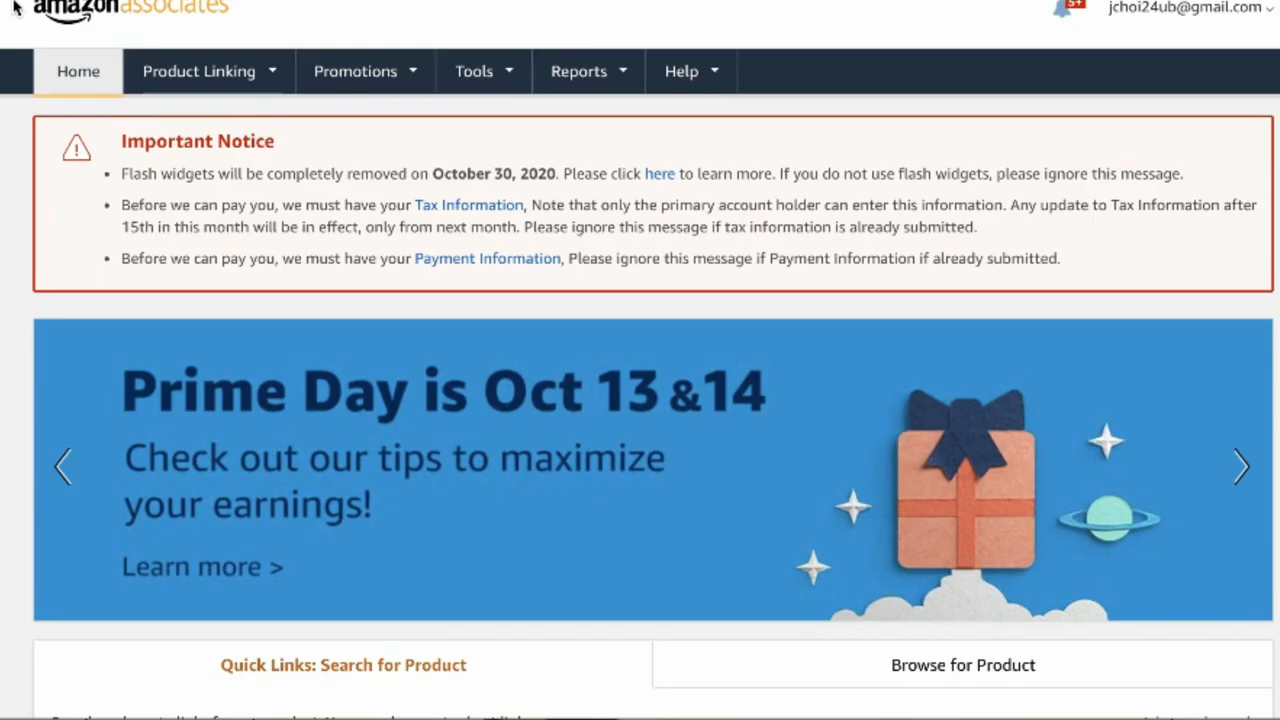 amazonassociates
5+
jchoi24ub@gmail.com
Home
Product Linking
Promotions
Tools
Reports
Help
Important Notice
• Flash widgets will be completely removed on October 30, 2020. Please click here to learn more. If you do not use flash widgets, please ignore this message.
• Before we can pay you, we must have your Tax Information, Note that only the primary account holder can enter this information. Any update to Tax Information after
15th in this month will be in effect, only from next month. Please ignore this message if tax information is already submitted.
• Before we can pay you, we must have your Payment Information, Please ignore this message if Payment Information if already submitted.
Prime Day is Oct 13 &14
Check out our tips to maximize
your earnings!
Learn more >
Quick Links: Search for Product
Browse for Product